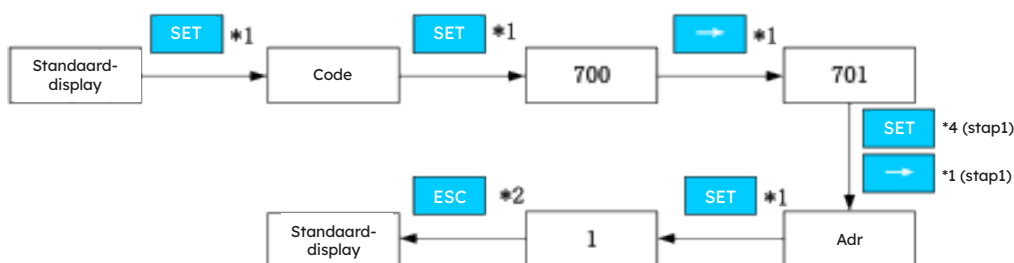 SET *1
SET *1
→ *1
Standaard-
display
Code
700
701
SET *4 (stap1)
→ *1 (stap1)
ESC *2
SET *1
Standaard-
display
1
Adr